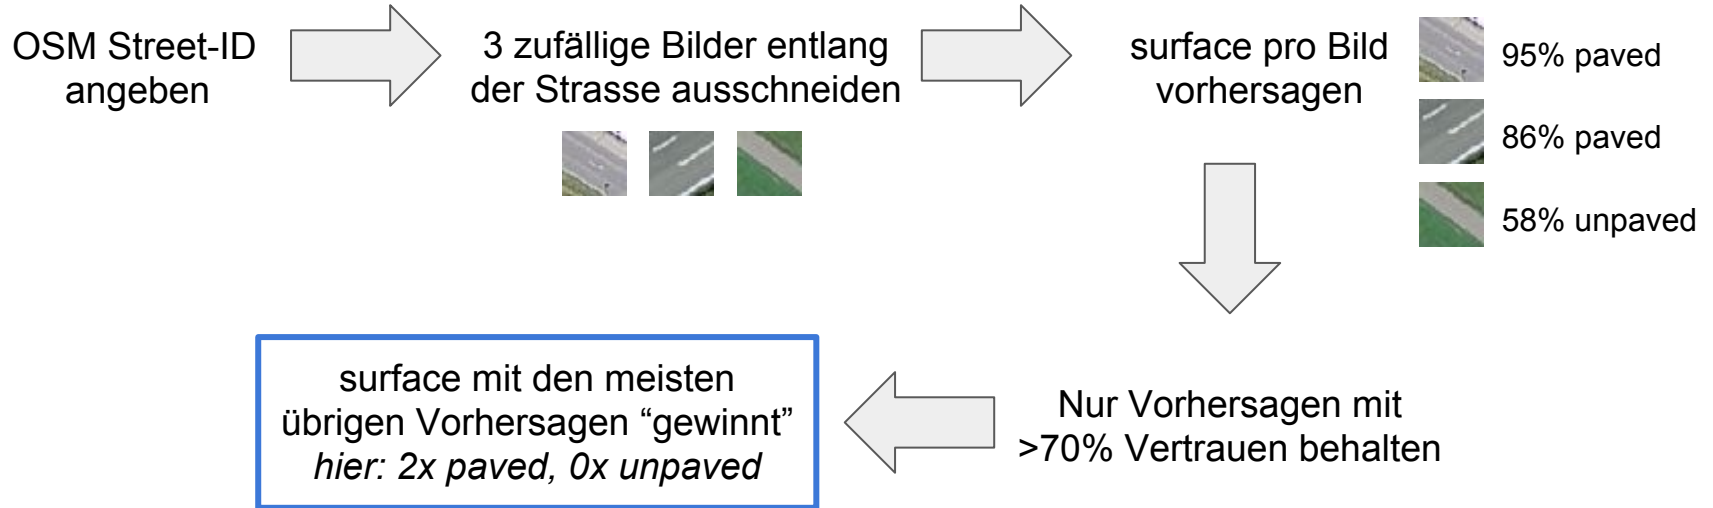 OSM Street-ID
angeben
3 zufällige Bilder entlang
der Strasse ausschneiden
surface pro Bild
vorhersagen
95% paved
86% paved
58% unpaved
Nur Vorhersagen mit
>70% Vertrauen behalten
surface mit den meisten
übrigen Vorhersagen “gewinnt”
hier: 2x paved, 0x unpaved